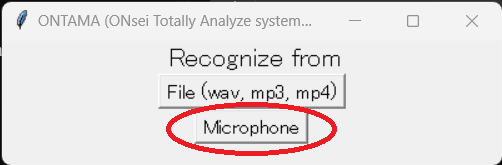 ONTAMA (ONsei Totally Analyze system...
Recognize from
File (wav, mp3, mp4)
Microphone